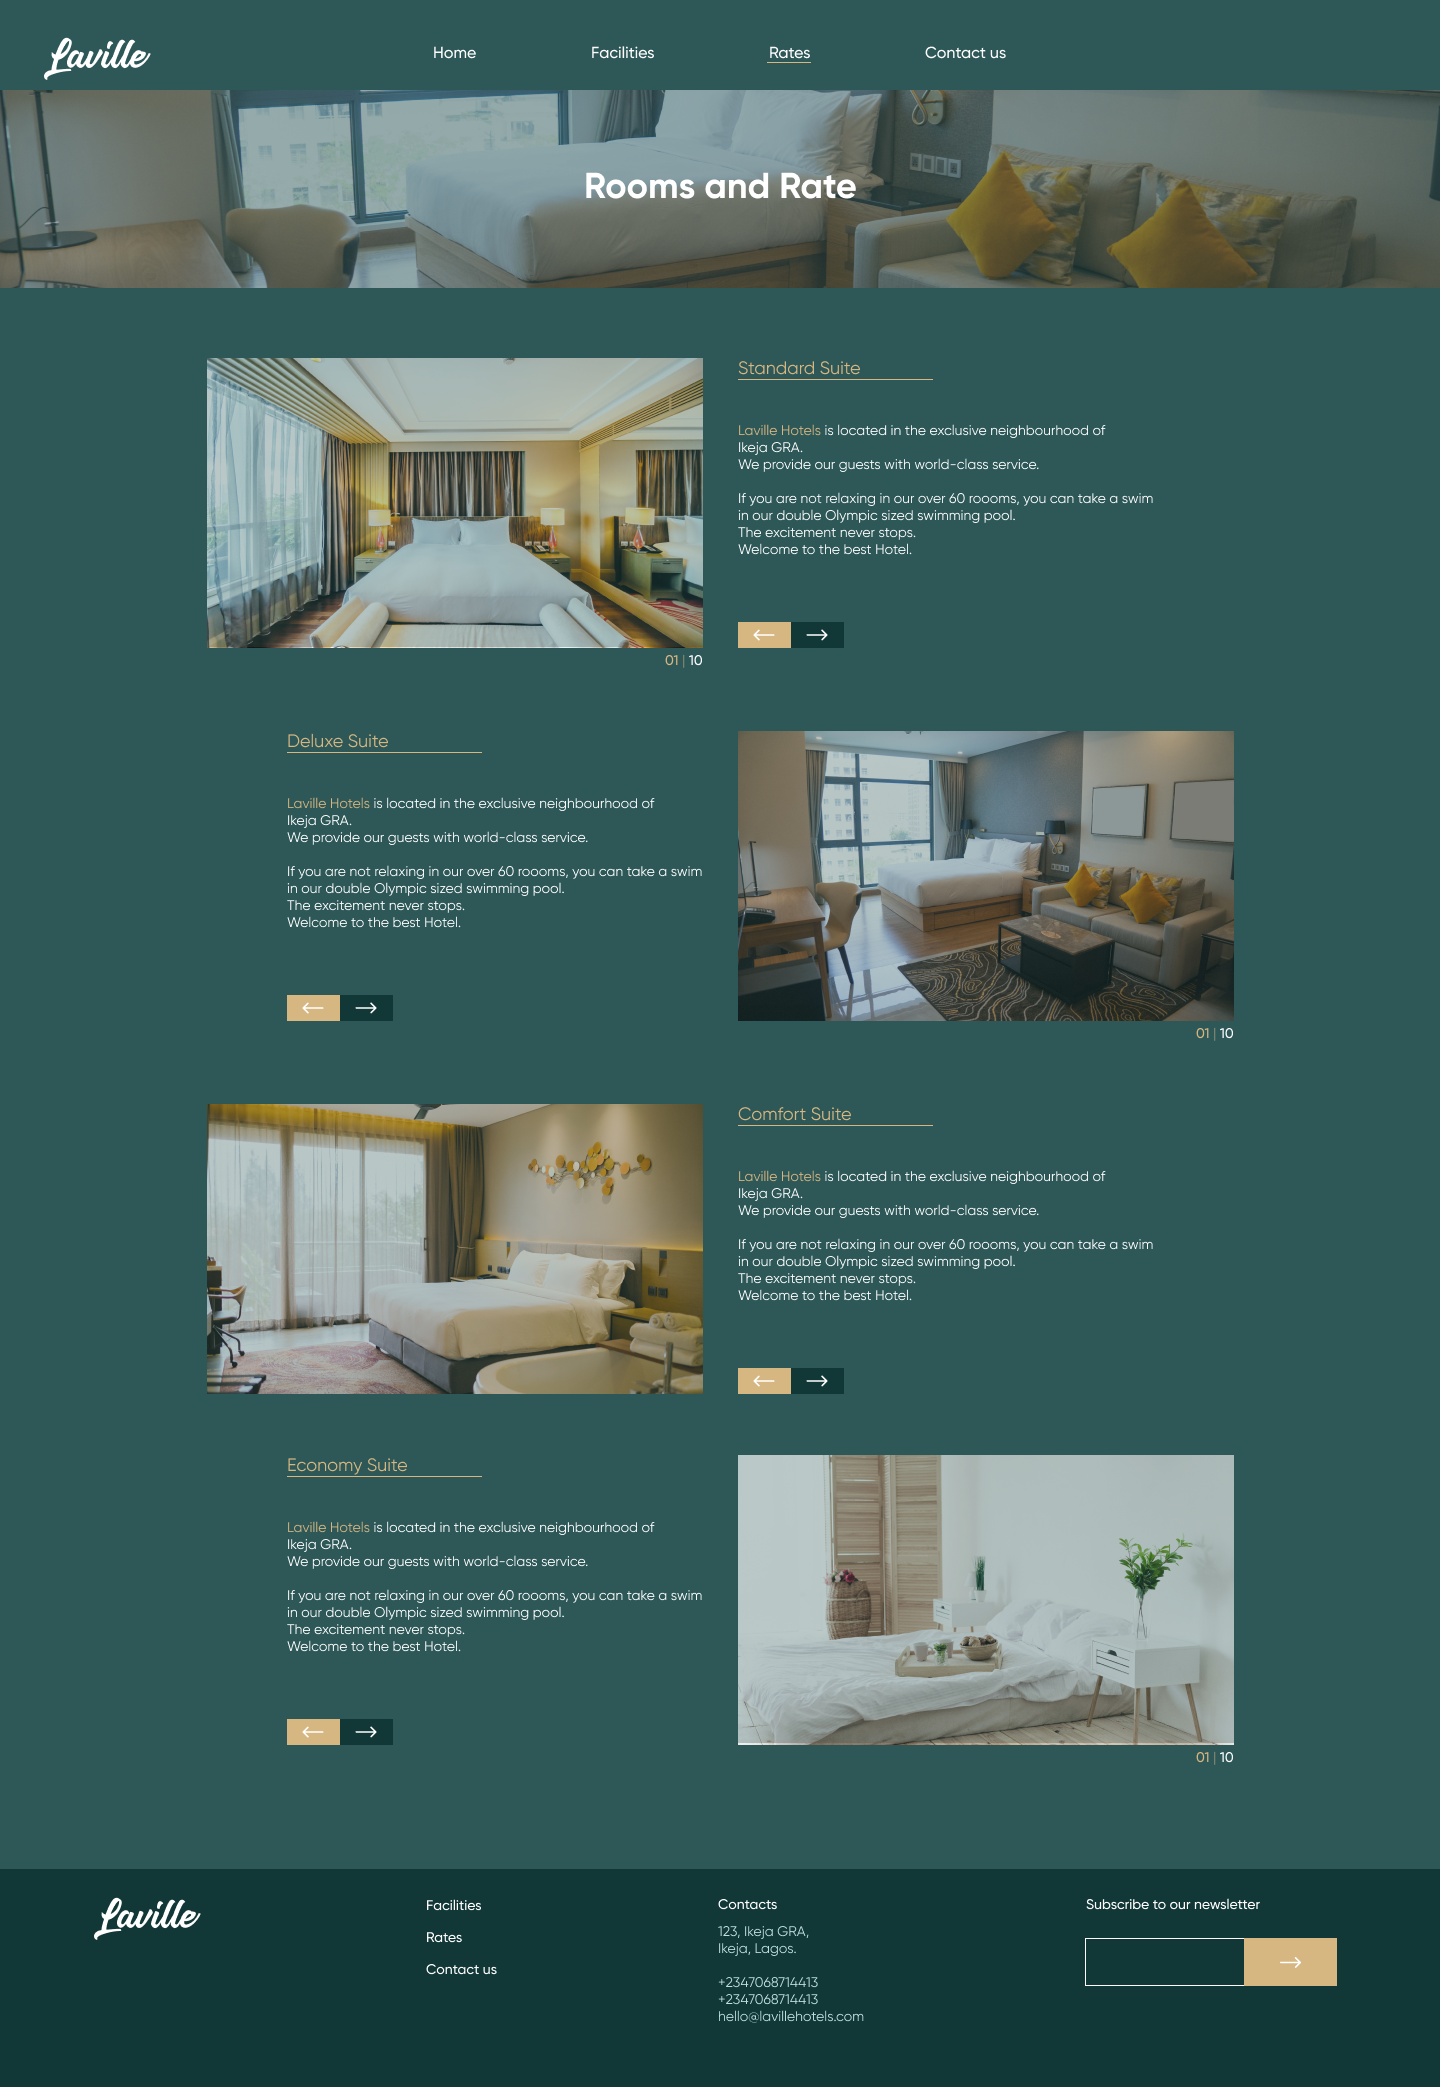 Laville
Home
Facilities
Rates
Contact us
Rooms and Rate
Standard Suite
Laville Hotels is located in the exclusive neighbourhood of
Ikeja GRA.
We provide our guests with world-class service.
If you are not relaxing in our over 60 roooms, you can take a swim
in our double Olympic sized swimming pool.
The excitement never stops.
Welcome to the best Hotel.
01 | 10
Deluxe Suite
Laville Hotels is located in the exclusive neighbourhood of
Ikeja GRA.
We provide our guests with world-class service.
If you are not relaxing in our over 60 roooms, you can take a swim
in our double Olympic sized swimming pool.
The excitement never stops.
Welcome to the best Hotel.
01 | 10
Comfort Suite
Laville Hotels is located in the exclusive neighbourhood of
Ikeja GRA.
We provide our guests with world-class service.
If you are not relaxing in our over 60 roooms, you can take a swim
in our double Olympic sized swimming pool.
The excitement never stops.
Welcome to the best Hotel.
Economy Suite
Laville Hotels is located in the exclusive neighbourhood of
Ikeja GRA.
We provide our guests with world-class service.
If you are not relaxing in our over 60 roooms, you can take a swim
in our double Olympic sized swimming pool.
The excitement never stops.
Welcome to the best Hotel.
01 | 10
Laville
Facilities
Rates
Contact us
Contacts
123, Ikeja GRA,
Ikeja, Lagos.
+2347068714413
+2347068714413
hello@lavillehotels.com
Subscribe to our newsletter